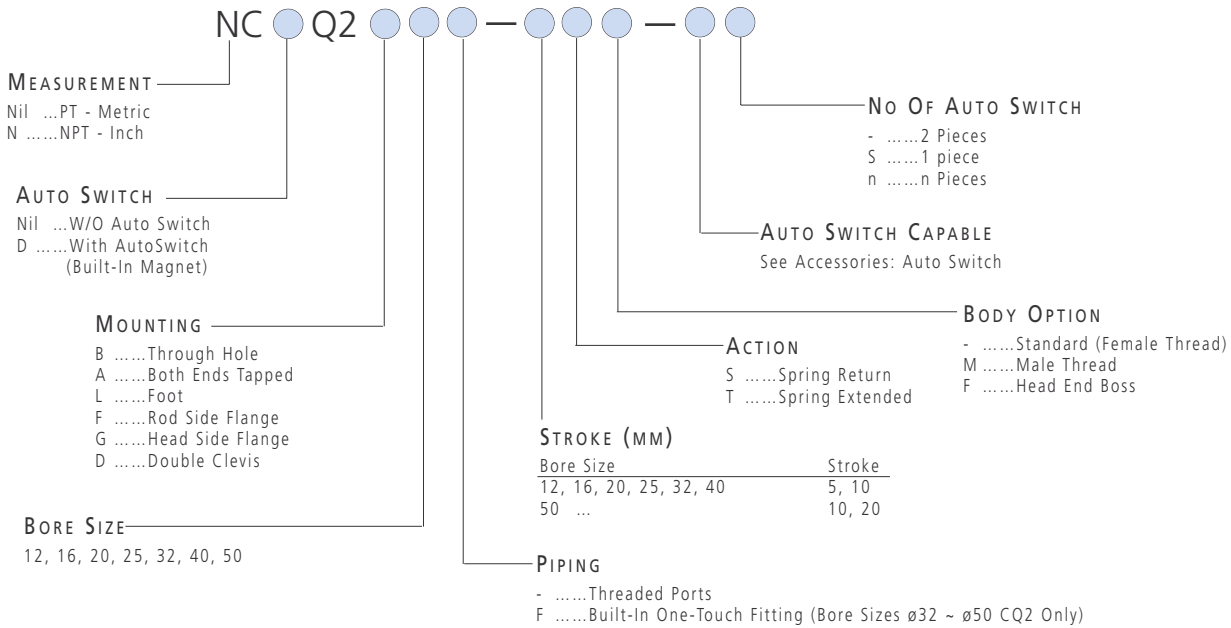 NC Q2 — —
MEASUREMENT
Nil ...PT - Metric
N ......NPT - Inch
AUTO SWITCH
Nil ...W/O Auto Switch
D ......With AutoSwitch
(Built-In Magnet)
MOUNTING
B ......Through Hole
A ......Both Ends Tapped
L ......Foot
F ......Rod Side Flange
G ......Head Side Flange
D ......Double Clevis
BORE SIZE
12, 16, 20, 25, 32, 40, 50
NO OF AUTO SWITCH
- ......2 Pieces
S ......1 piece
n ......n Pieces
AUTO SWITCH CAPABLE
See Accessories: Auto Switch
BODY OPTION
- ......Standard (Female Thread)
M ......Male Thread
F ......Head End Boss
ACTION
S ......Spring Return
T ......Spring Extended
STROKE (MM)
Bore Size Stroke
12, 16, 20, 25, 32, 40 5, 10
50 ... 10, 20
PIPING
- ......Threaded Ports
F ......Built-In One-Touch Fitting (Bore Sizes ø32 ~ ø50 CQ2 Only)